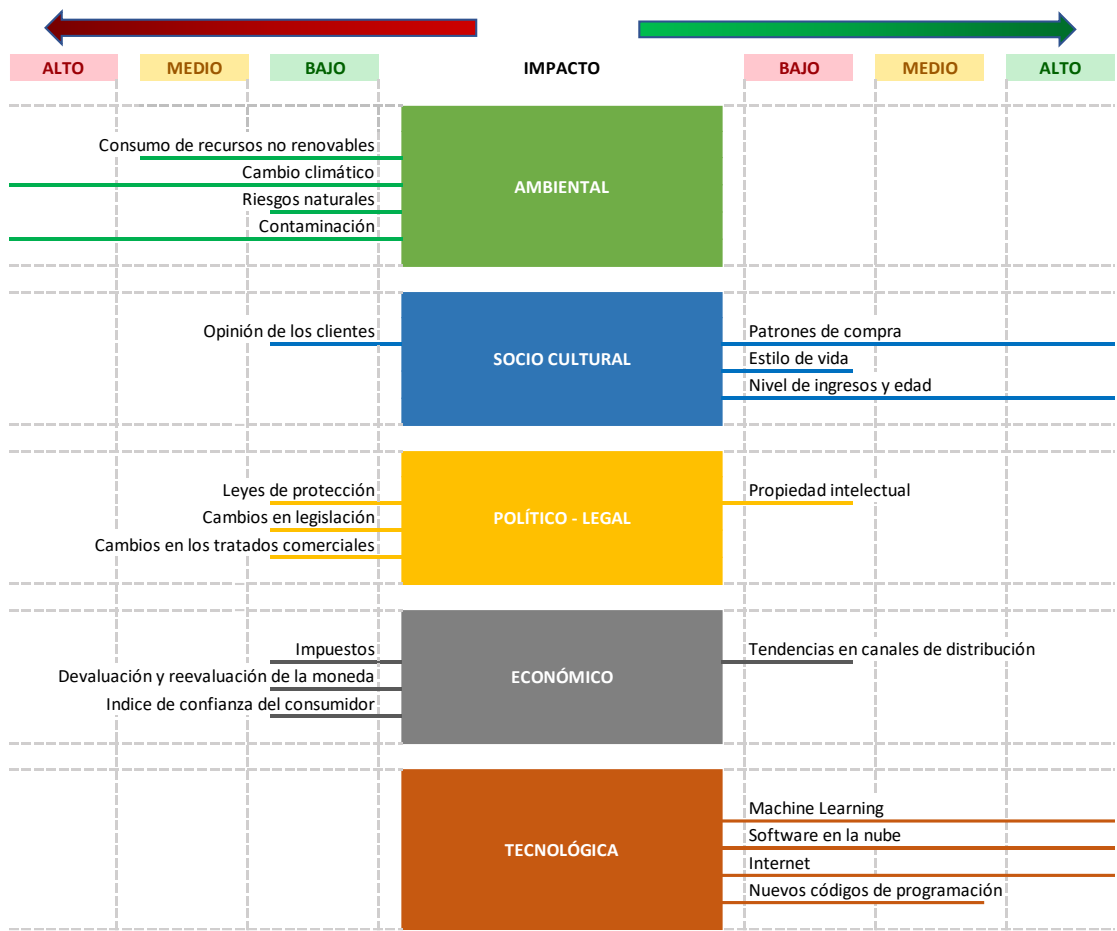 ALTO MEDIO BAJO IMPACTO BAJO MEDIO ALTO
Consumo de recursos no renovables
Cambio climático
AMBIENTAL
Riesgos naturales
Contaminación
Opinión de los clientes
Patrones de compra
SOCIO CULTURAL
Estilo de vida
Nivel de ingresos y edad
Leyes de protección
Propiedad intelectual
Cambios en legislación
POLÍTICO - LEGAL
Cambios en los tratados comerciales
Impuestos
Tendencias en canales de distribución
Devaluación y reevaluación de la moneda
ECONÓMICO
Indice de confianza del consumidor
Machine Learning
Software en la nube
TECNOLÓGICA
Internet
Nuevos códigos de programación